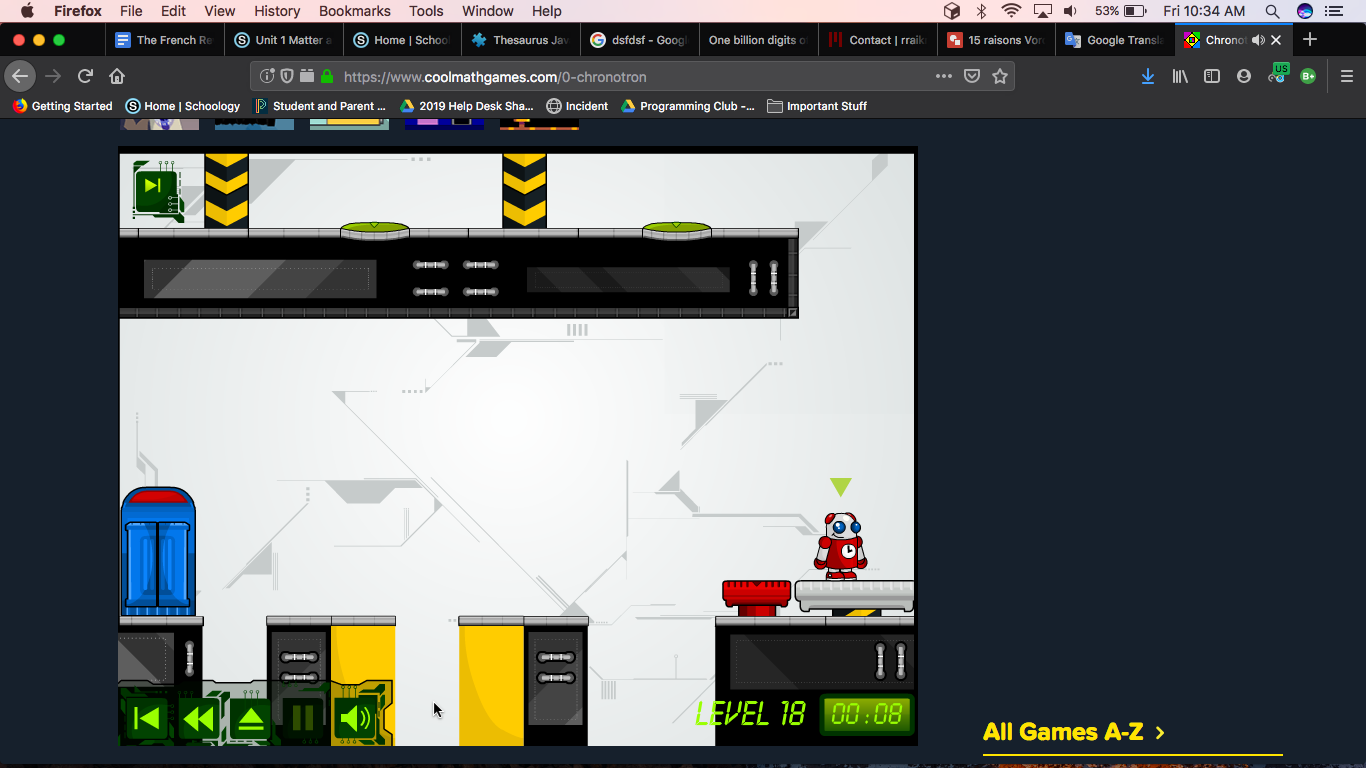 Firefox File Edit View History Bookmarks Tools Window Help 53% Fri 10:34 AM
The French Re Unit 1 Matter a Home | School Thesaurus Jav dsfdsf - Googl One billion digits o Contact | rraik 15 raisons Vor Google Transla Chronot
https://www.coolmathgames.com/0-chronotron US B+
Getting Started Home | Schoology Student and Parent ... 2019 Help Desk Sha... Incident Programming Club -... Important Stuff
LEVEL 18 00:08
All Games A-Z